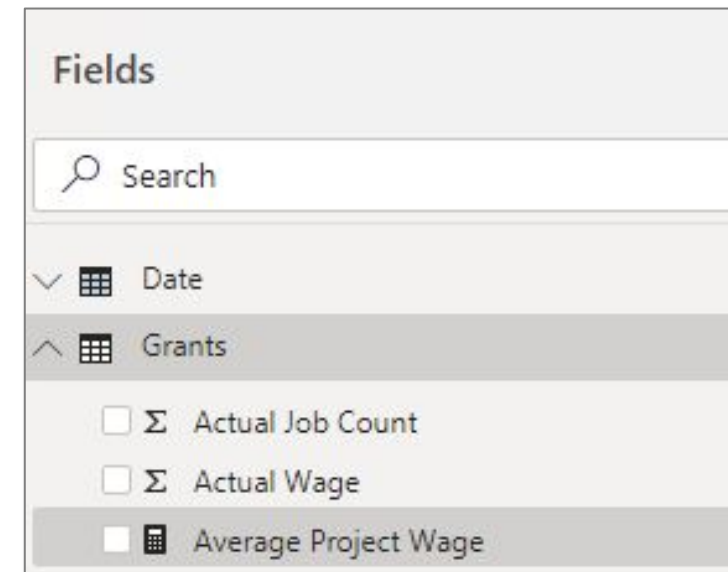 Fields
Search
Date
Grants
Σ Actual Job Count
Σ Actual Wage
Average Project Wage